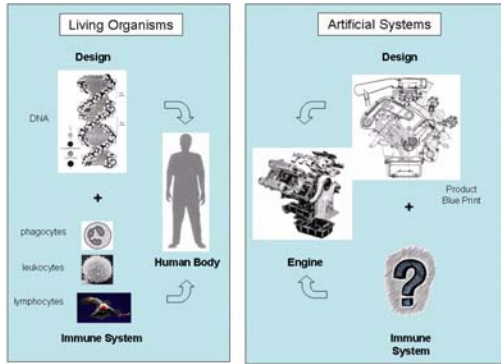 Living Organisms
Design
DNA
+
phagocytes
leukocytes
lymphocytes
Immune System
Human Body
Artificial Systems
Design
Product
Blue Print
+
Engine
?
Immune
System